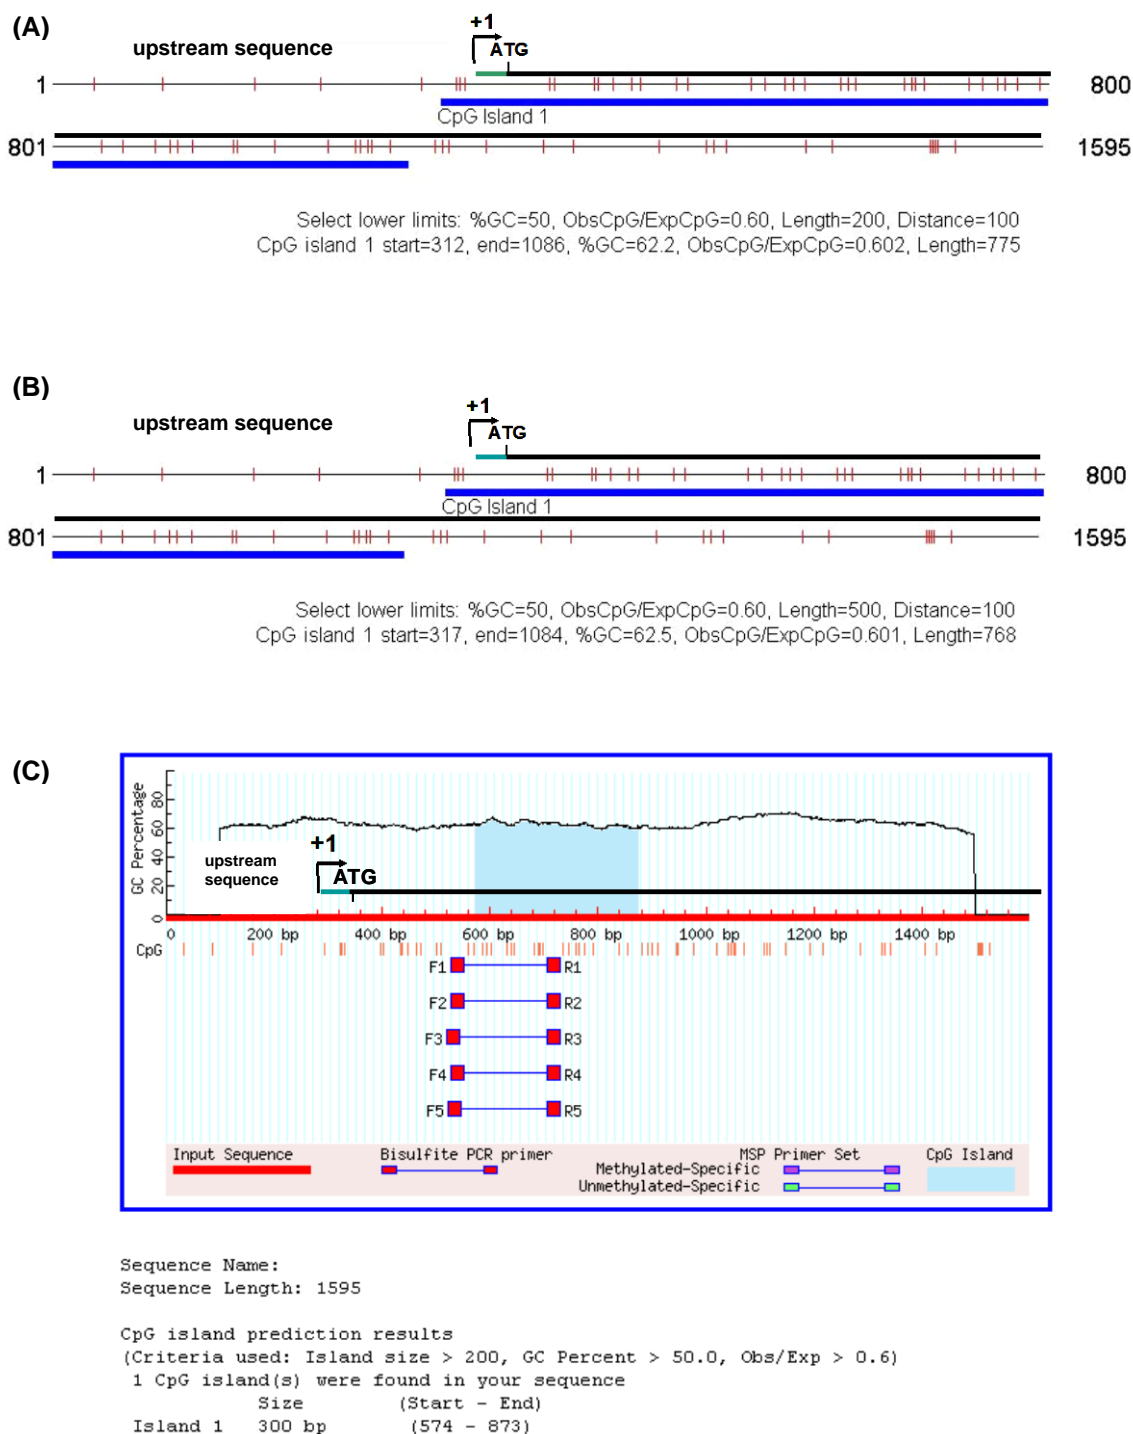 (A)
+1
upstream sequence
ATG
1
800
CpG Island 1
801
1595
Select lower limits: %GC=50, ObsCpG/ExpCpG=0.60, Length=200, Distance=100
CpG island 1 start=312, end=1086, %GC=62.2, ObsCpG/ExpCpG=0.602, Length=775
(B)
+1
upstream sequence
ATG
1
800
CpG Island 1
801
1595
Select lower limits: %GC=50, ObsCpG/ExpCpG=0.60, Length=500, Distance=100
CpG island 1 start=317, end=1084, %GC=62.5, ObsCpG/ExpCpG=0.601, Length=768
(C)
GC Percentage
0 20 40 60 80
+1
upstream
sequence
ATG
0 200 bp 400 bp 600 bp 800 bp 1000 bp 1200 bp 1400 bp
CpG
F1 R1
F2 R2
F3 R3
F4 R4
F5 R5
Input Sequence Bisulfite PCR primer MSP Primer Set CpG Island
Methylated-Specific
Unmethylated-Specific
Sequence Name:
Sequence Length: 1595
CpG island prediction results
(Criteria used: Island size > 200, GC Percent > 50.0, Obs/Exp > 0.6)
1 CpG island(s) were found in your sequence
Size (Start - End)
Island 1 300 bp (574 - 873)